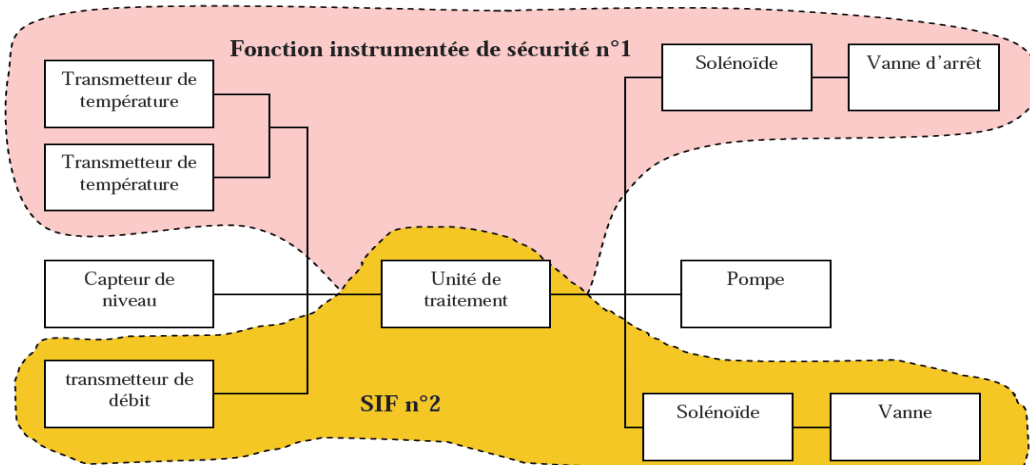 Fonction instrumentée de sécurité n°1
Transmetteur de
température
Solénoïde
Vanne d'arrêt
Transmetteur de
température
Capteur de
niveau
Unité de
traitement
Pompe
transmetteur de
débit
SIF n°2
Solénoïde
Vanne